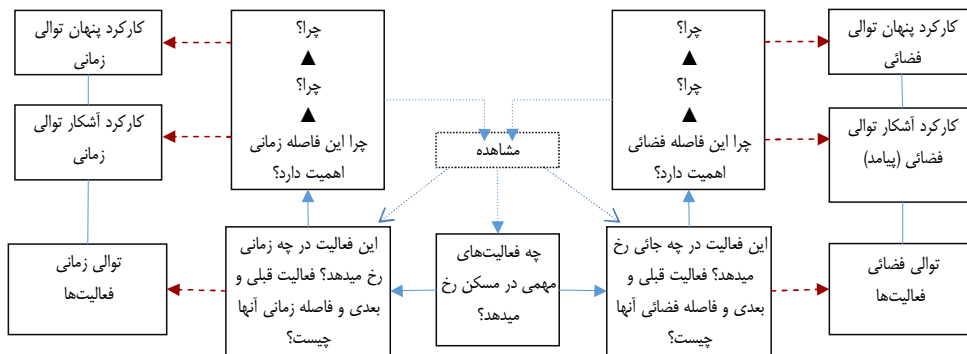 کارکرد پنهان توالی
فضائی
کارکرد آشکار توالی
فضائی (پیامد)
توالی فضائی
فعالیت‌ها
چرا؟
چرا؟
چرا این فاصله فضائی
اهمیت دارد؟
این فعالیت در چه جائی رخ
میدهد؟ فعالیت قبلی و
بعدی و فاصله فضائی آنها
چیست؟
مشاهده
چه فعالیت‌های
مهمی در مسکن رخ
میدهد؟
چرا؟
چرا؟
چرا این فاصله زمانی
اهمیت دارد؟
این فعالیت در چه زمانی
رخ میدهد؟ فعالیت قبلی و
بعدی و فاصله زمانی آنها
چیست؟
کارکرد پنهان توالی
زمانی
کارکرد آشکار توالی
زمانی
توالی زمانی
فعالیت‌ها